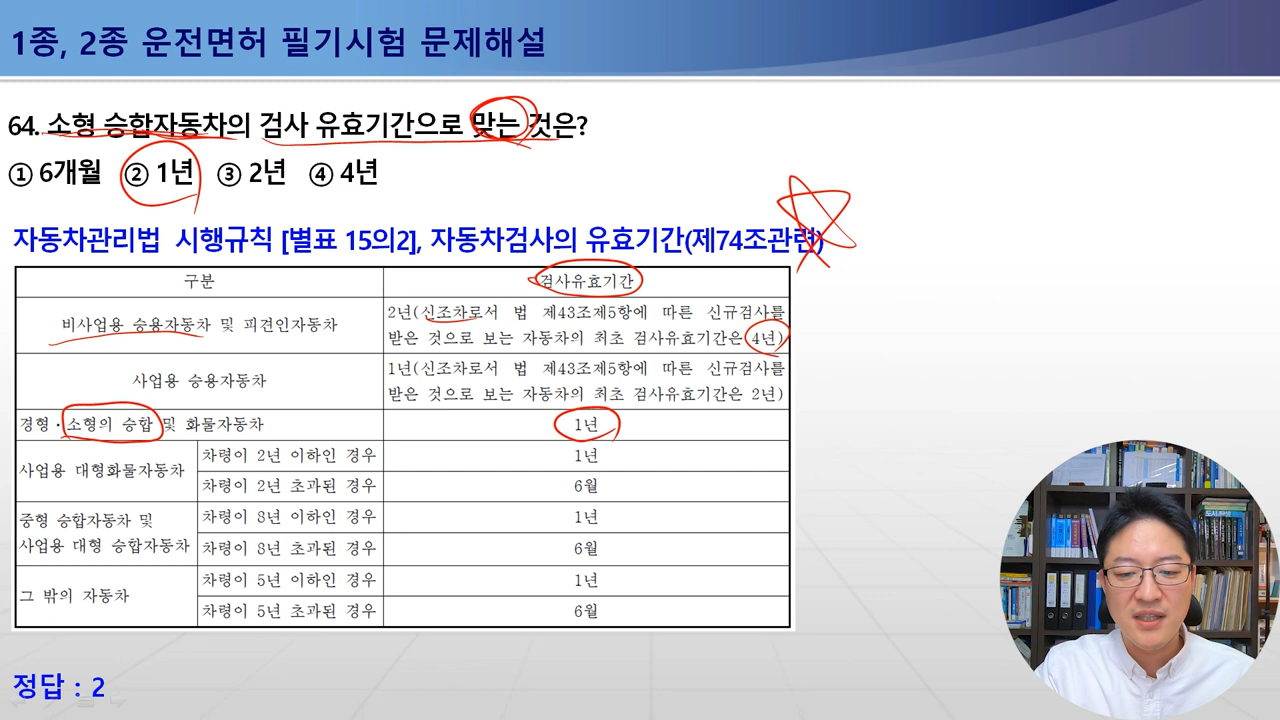 1종, 2종 운전면허 필기시험 문제해설
64. 소형 승합자동차의 검사 유효기간으로 맞는 것은?
① 6개월 ② 1년 ③ 2년 ④ 4년
자동차관리법 시행규칙 [별표 15의2], 자동차검사의 유효기간(제74조관련)
구분 검사유효기간
비사업용 승용자동차 및 피견인자동차
2년(신조차로서 법 제43조제5항에 따른 신규검사를
받은 것으로 보는 자동차의 최초 검사유효기간은 4년)
사업용 승용자동차
1년(신조차로서 법 제43조제5항에 따른 신규검사를
받은 것으로 보는 자동차의 최초 검사유효기간은 2년)
경형·소형의 승합 및 화물자동차 1년
사업용 대형화물자동차
차령이 2년 이하인 경우 1년
차령이 2년 초과된 경우 6월
중형 승합자동차 및
사업용 대형 승합자동차
차령이 8년 이하인 경우 1년
차령이 8년 초과된 경우 6월
그 밖의 자동차
차령이 5년 이하인 경우 1년
차령이 5년 초과된 경우 6월
정답 : 2